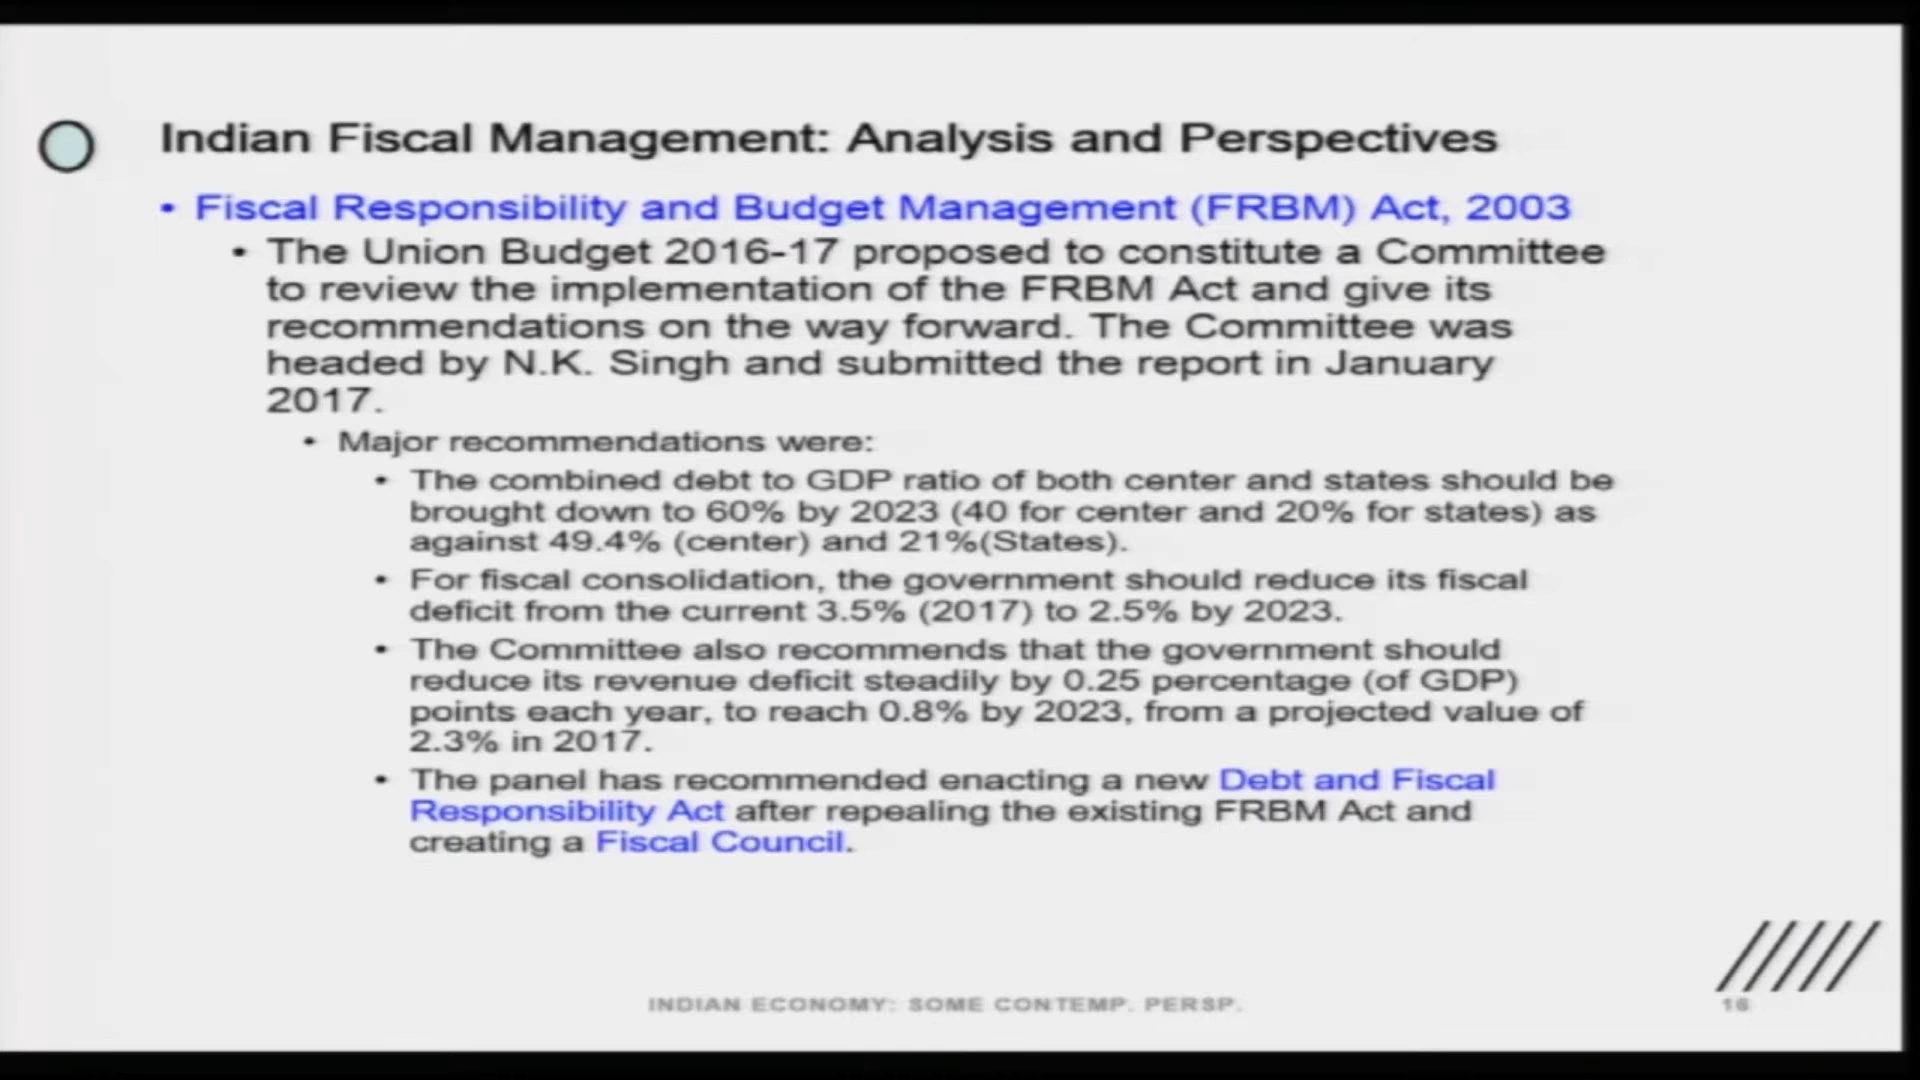 Indian Fiscal Management: Analysis and Perspectives
• Fiscal Responsibility and Budget Management (FRBM) Act, 2003
• The Union Budget 2016-17 proposed to constitute a Committee
to review the implementation of the FRBM Act and give its
recommendations on the way forward. The Committee was
headed by N.K. Singh and submitted the report in January
2017.
• Major recommendations were:
• The combined debt to GDP ratio of both center and states should be
brought down to 60% by 2023 (40 for center and 20% for states) as
against 49.4% (center) and 21%(States).
• For fiscal consolidation, the government should reduce its fiscal
deficit from the current 3.5% (2017) to 2.5% by 2023.
• The Committee also recommends that the government should
reduce its revenue deficit steadily by 0.25 percentage (of GDP)
points each year, to reach 0.8% by 2023, from a projected value of
2.3% in 2017.
• The panel has recommended enacting a new Debt and Fiscal
Responsibility Act after repealing the existing FRBM Act and
creating a Fiscal Council.
INDIAN ECONOMY: SOME CONTEMP. PERSP.
16